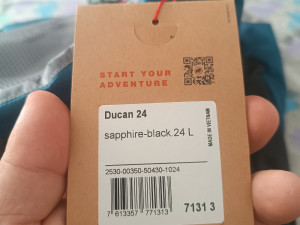 START YOUR
ADVENTURE
Ducan 24
sapphire-black.24 L
MADE IN VIETNAM
2530-00350-50430-1024
7 613357 771313
7131 3